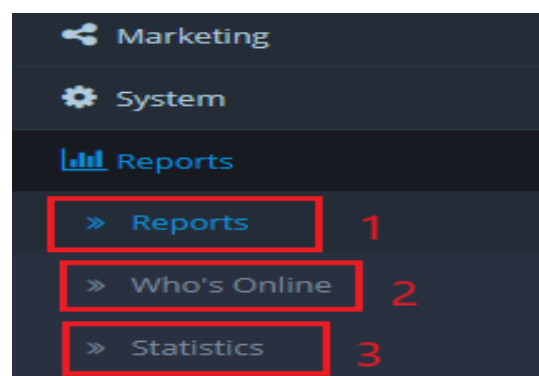 Marketing
System
Reports
» Reports 1
» Who's Online 2
» Statistics 3